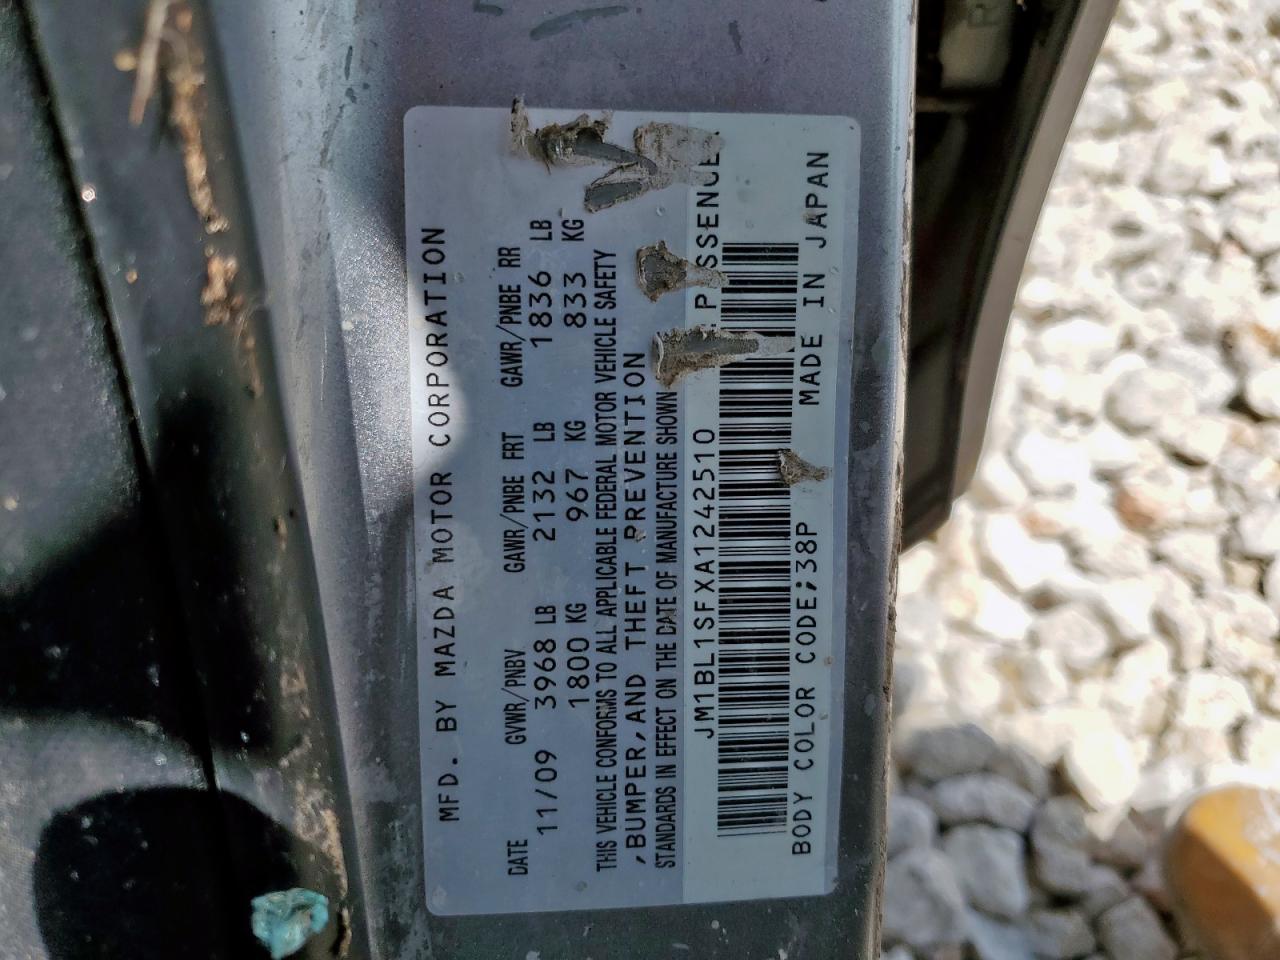 MFD. BY MAZDA MOTOR CORPORATION
DATE GVWR/PNBV GAWR/PNBE FRT GAWR/PNBE RR
11/09 3968 LB 2132 LB 1836 LB
1800 KG 967 KG 833 KG
THIS VEHICLE CONFORMS TO ALL APPLICABLE FEDERAL MOTOR VEHICLE SAFETY
,BUMPER,AND THEFT PREVENTION
STANDARDS IN EFFECT ON THE DATE OF MANUFACTURE SHOWN
JM1BL1SFXA1242510
BODY COLOR CODE;38P MADE IN JAPAN